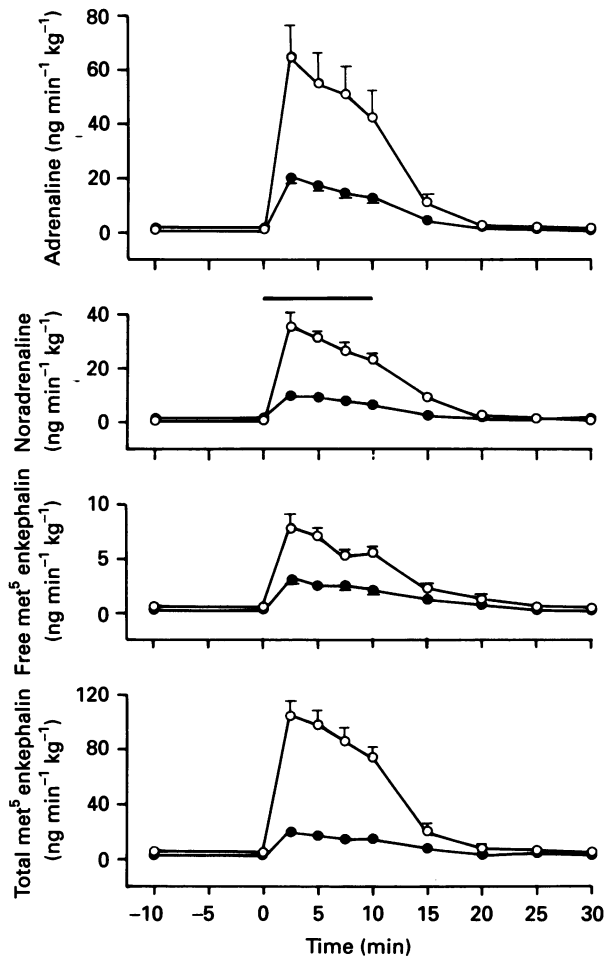 Adrenaline (ng min⁻¹ kg⁻¹)
80
60
40
20
0
Noradrenaline
(ng min⁻¹ kg⁻¹)
40
20
0
Free met⁵ enkephalin
(ng min⁻¹ kg⁻¹)
10
5
0
Total met⁵ enkephalin
(ng min⁻¹ kg⁻¹)
120
80
40
0
−10 −5 0 5 10 15 20 25 30
Time (min)